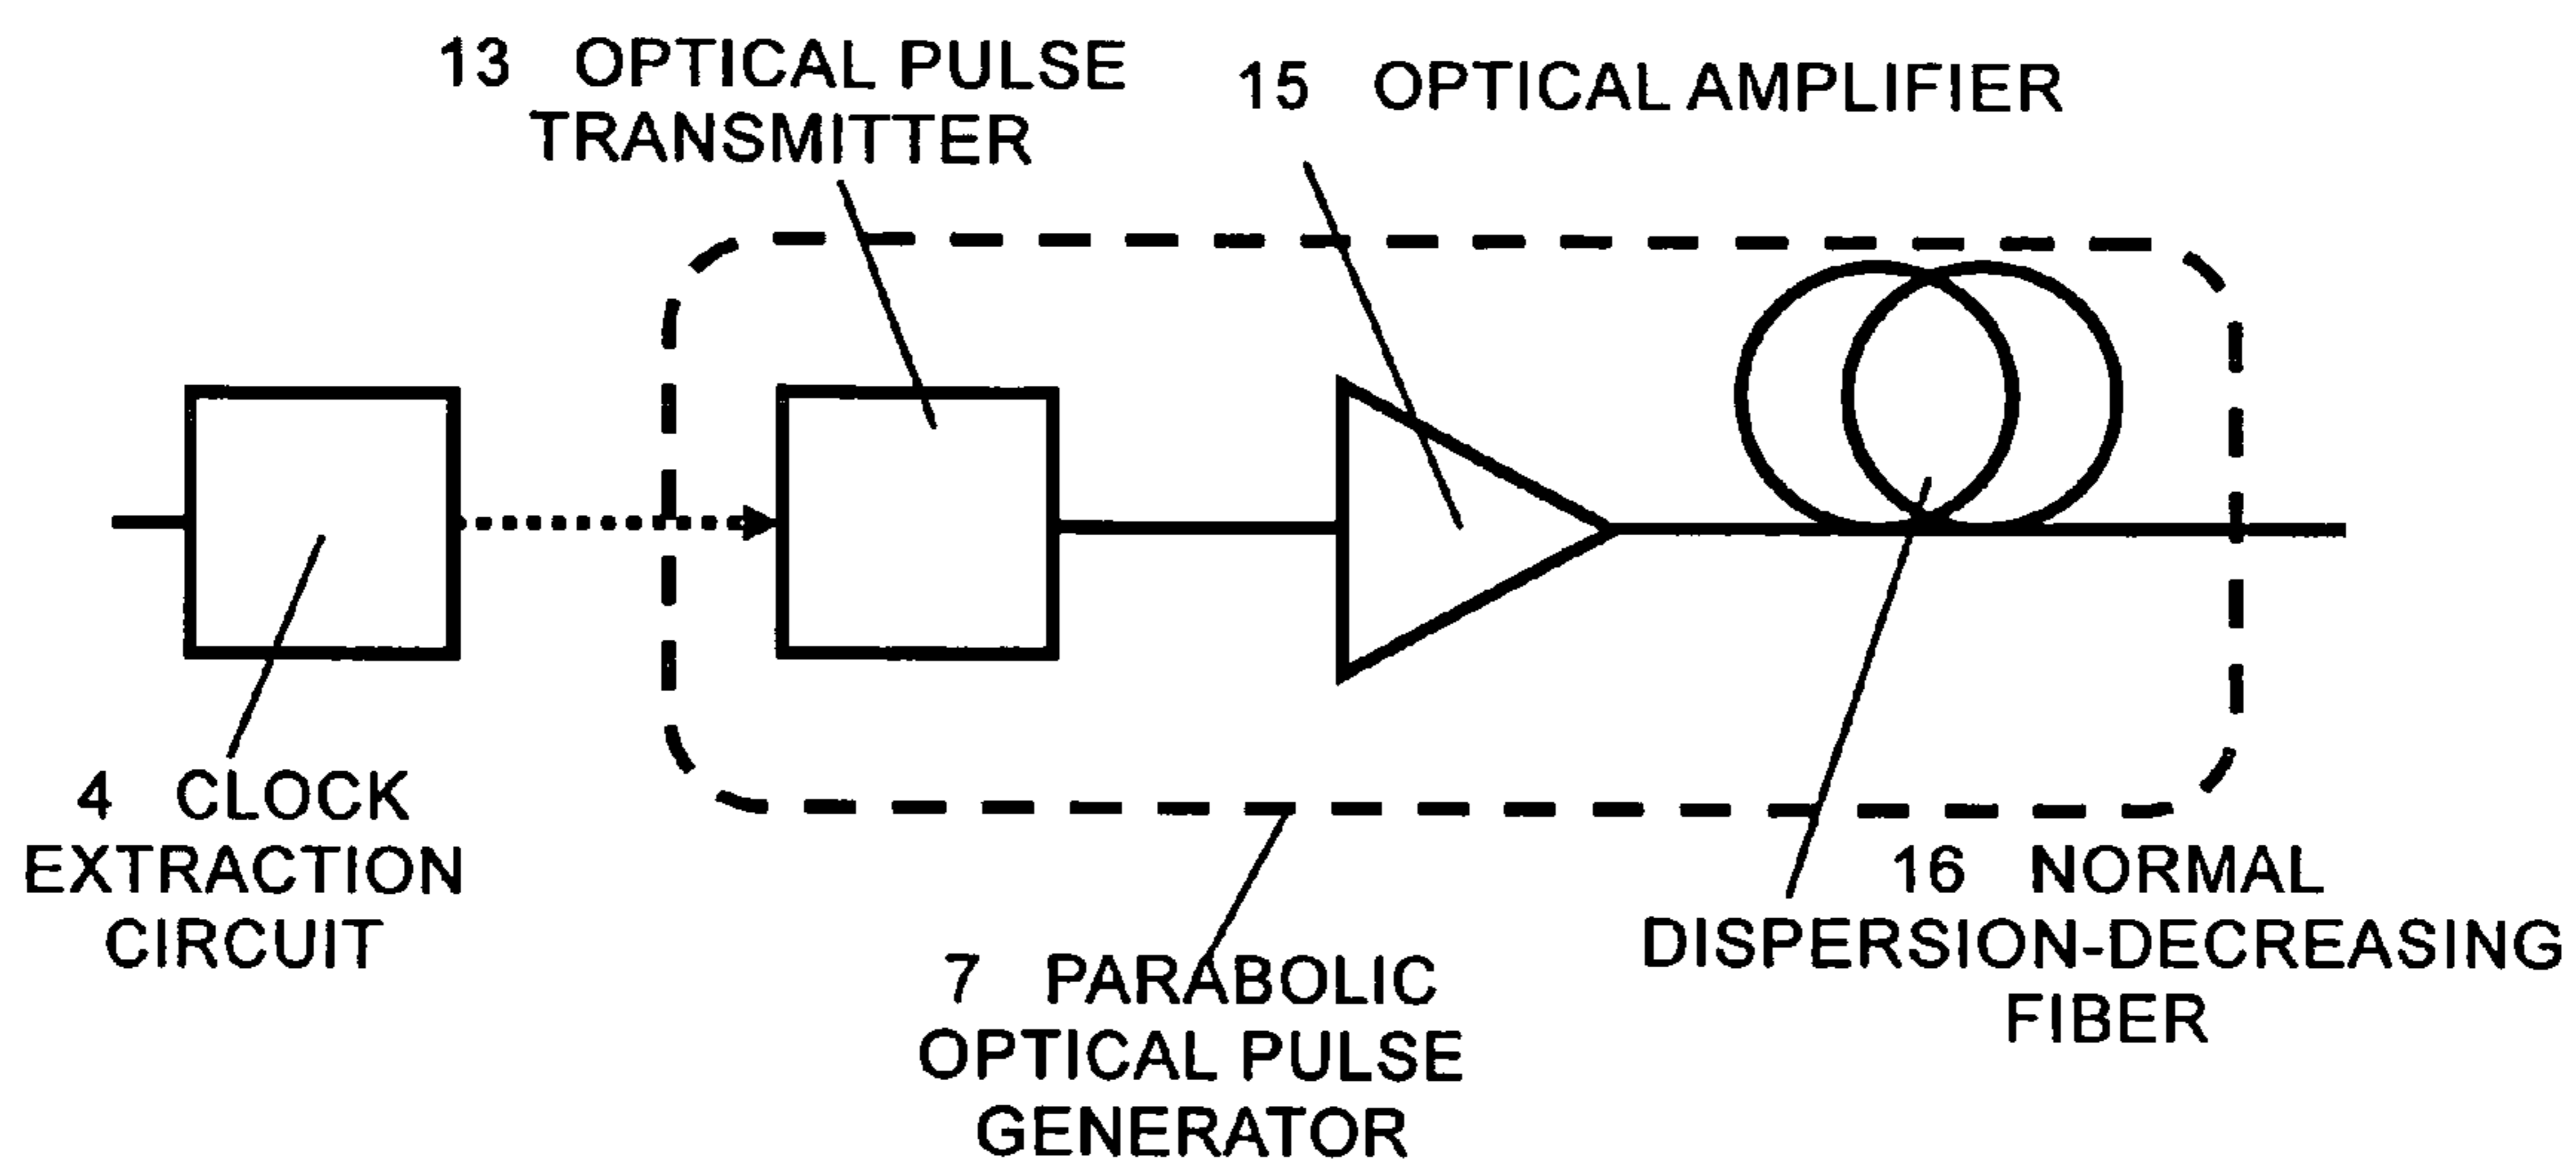 13 OPTICAL PULSE
TRANSMITTER
15 OPTICAL AMPLIFIER
4 CLOCK
EXTRACTION
CIRCUIT
7 PARABOLIC
OPTICAL PULSE
GENERATOR
16 NORMAL
DISPERSION-DECREASING
FIBER